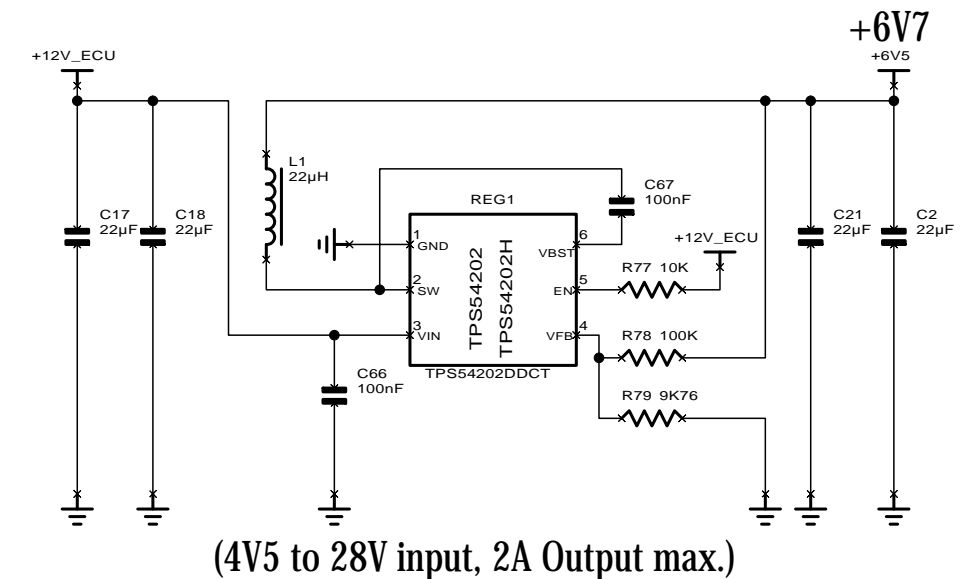 +6V7
+12V_ECU
+6V5
L1
22µH
C67
100nF
REG1
C17
22µF
C18
22µF
C21
22µF
C2
22µF
1
GND
6
VBST
+12V_ECU
TPS54202
TPS54202H
2
SW
5
EN
R77 10K
3
VIN
4
VFB
R78 100K
TPS54202DDCT
C66
100nF
R79 9K76
(4V5 to 28V input, 2A Output max.)